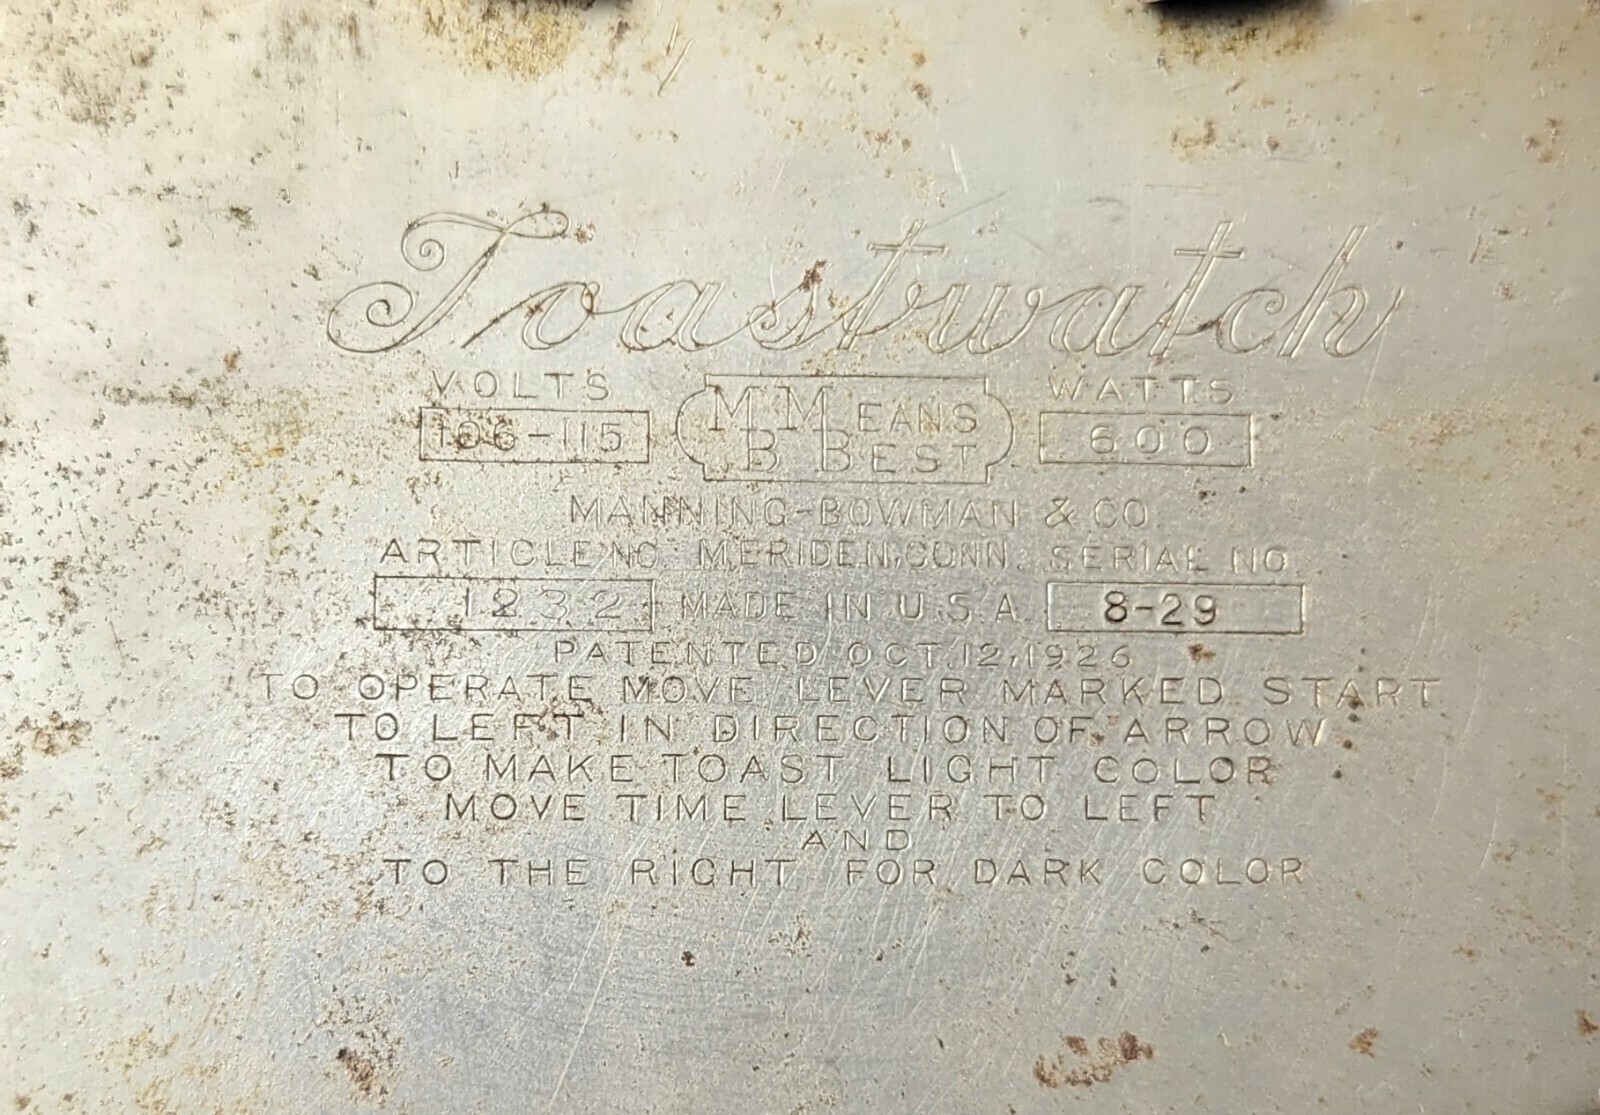 Toastwatch
VOLTS WATTS
106-115 M MEANS 600
B BEST
MANNING-BOWMAN & CO.
ARTICLE NO. MERIDEN, CONN. SERIAL NO.
1232 MADE IN U.S.A. 8-29
PATENTED OCT. 12, 1926
TO OPERATE MOVE LEVER MARKED START
TO LEFT IN DIRECTION OF ARROW
TO MAKE TOAST LIGHT COLOR
MOVE TIME LEVER TO LEFT
AND
TO THE RIGHT FOR DARK COLOR